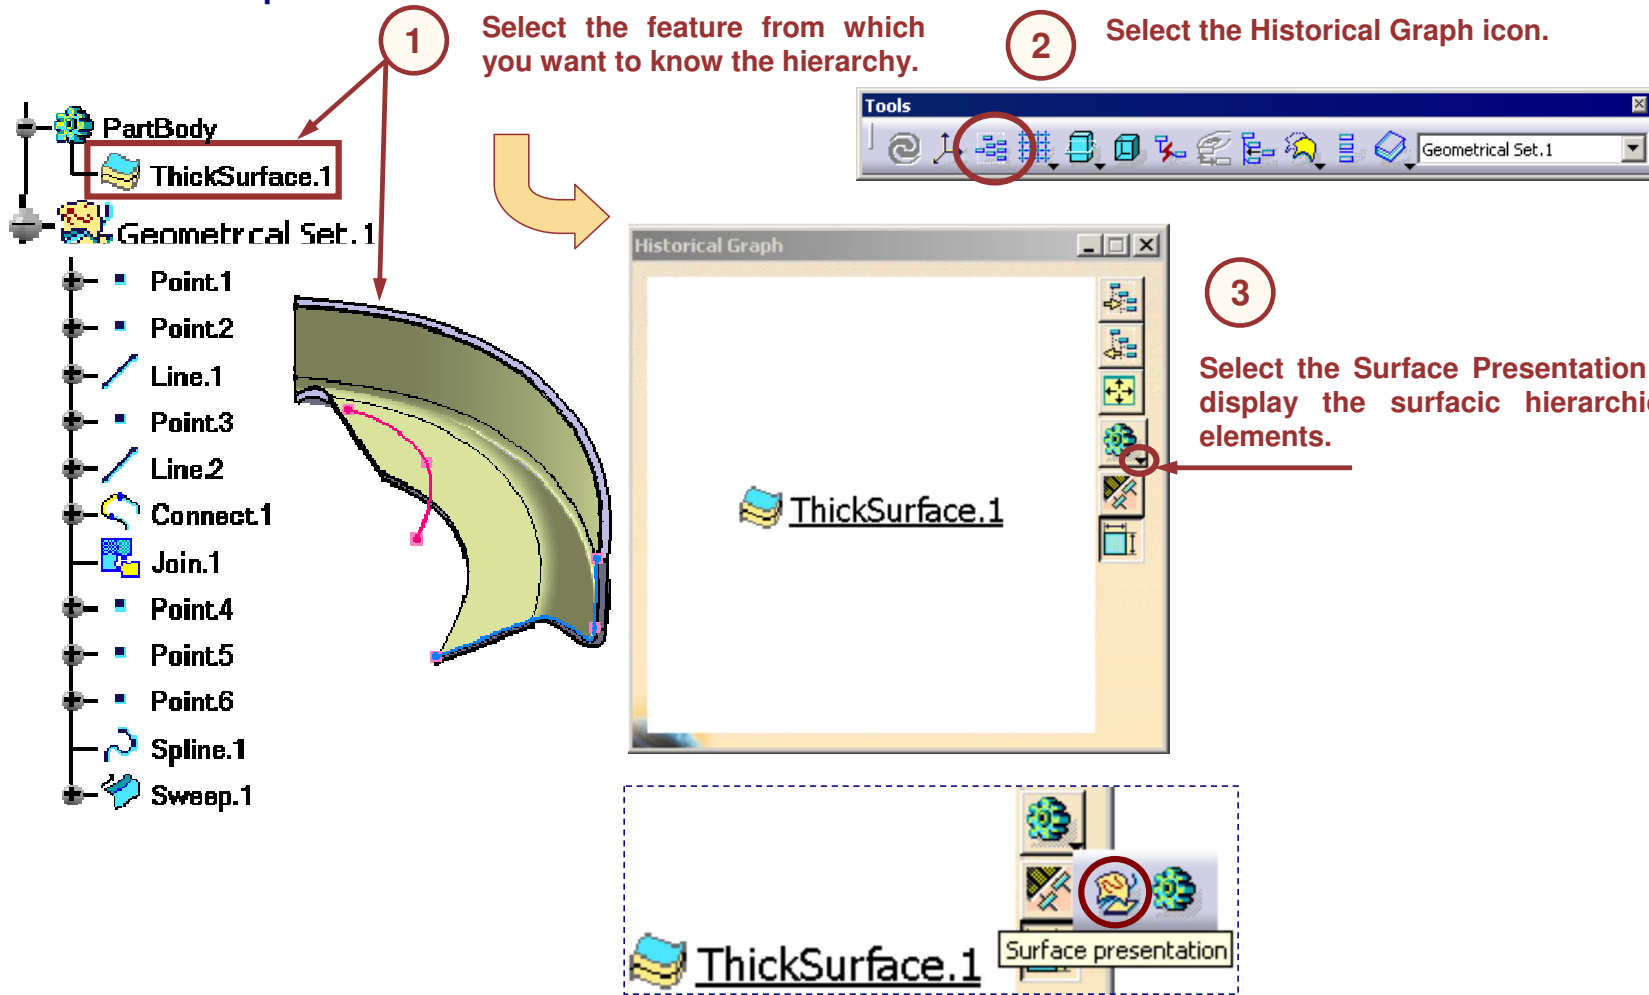 1
Select the feature from which
you want to know the hierarchy.
2
Select the Historical Graph icon.
Tools
Geometrical Set.1
PartBody
ThickSurface.1
Geometrcal Set.1
Point.1
Point.2
Line.1
Point.3
Line.2
Connect.1
Join.1
Point.4
Point.5
Point.6
Spline.1
Sweep.1
Historical Graph
ThickSurface.1
3
Select the Surface Presentation
display the surfacic hierarchic
elements.
ThickSurface.1
Surface presentation